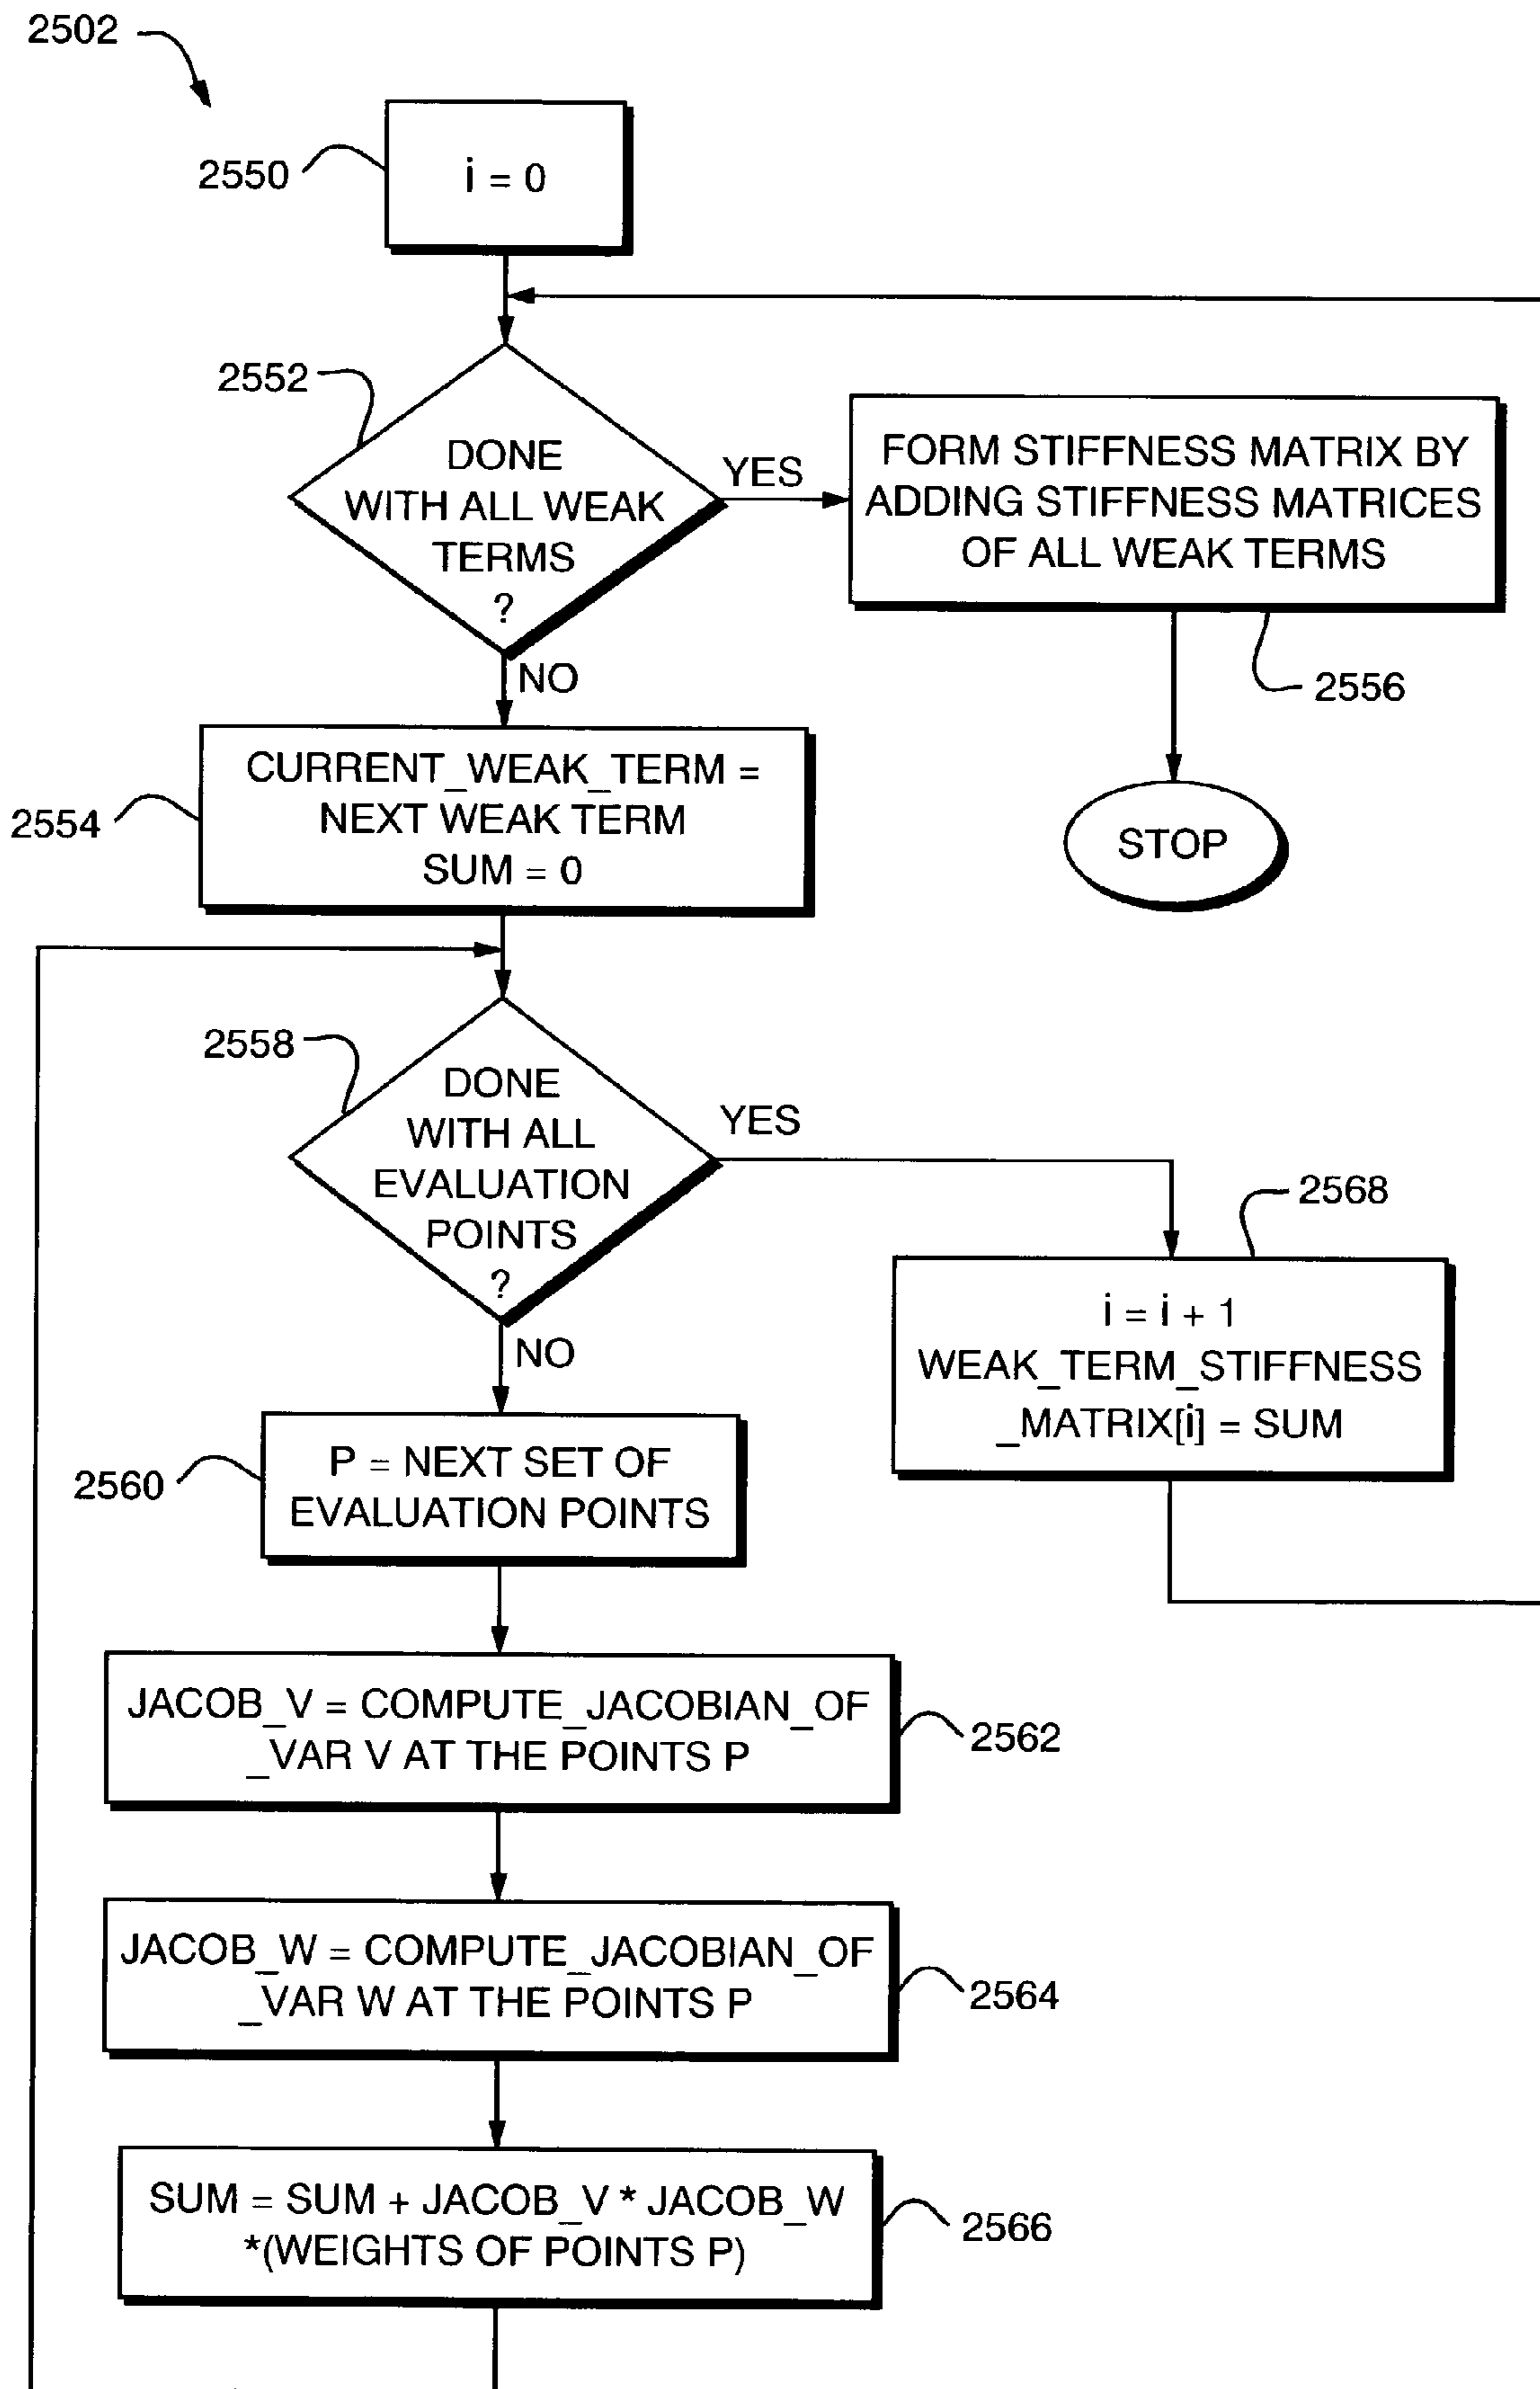 2502
2550
i = 0
2552
DONE
WITH ALL WEAK
TERMS
?
YES
FORM STIFFNESS MATRIX BY
ADDING STIFFNESS MATRICES
OF ALL WEAK TERMS
2556
STOP
NO
2554
CURRENT_WEAK_TERM =
NEXT WEAK TERM
SUM = 0
2558
DONE
WITH ALL
EVALUATION
POINTS
?
YES
2568
i = i + 1
WEAK_TERM_STIFFNESS
_MATRIX[i] = SUM
NO
2560
P = NEXT SET OF
EVALUATION POINTS
JACOB_V = COMPUTE_JACOBIAN_OF
_VAR V AT THE POINTS P
2562
JACOB_W = COMPUTE_JACOBIAN_OF
_VAR W AT THE POINTS P
2564
SUM = SUM + JACOB_V * JACOB_W
*(WEIGHTS OF POINTS P)
2566